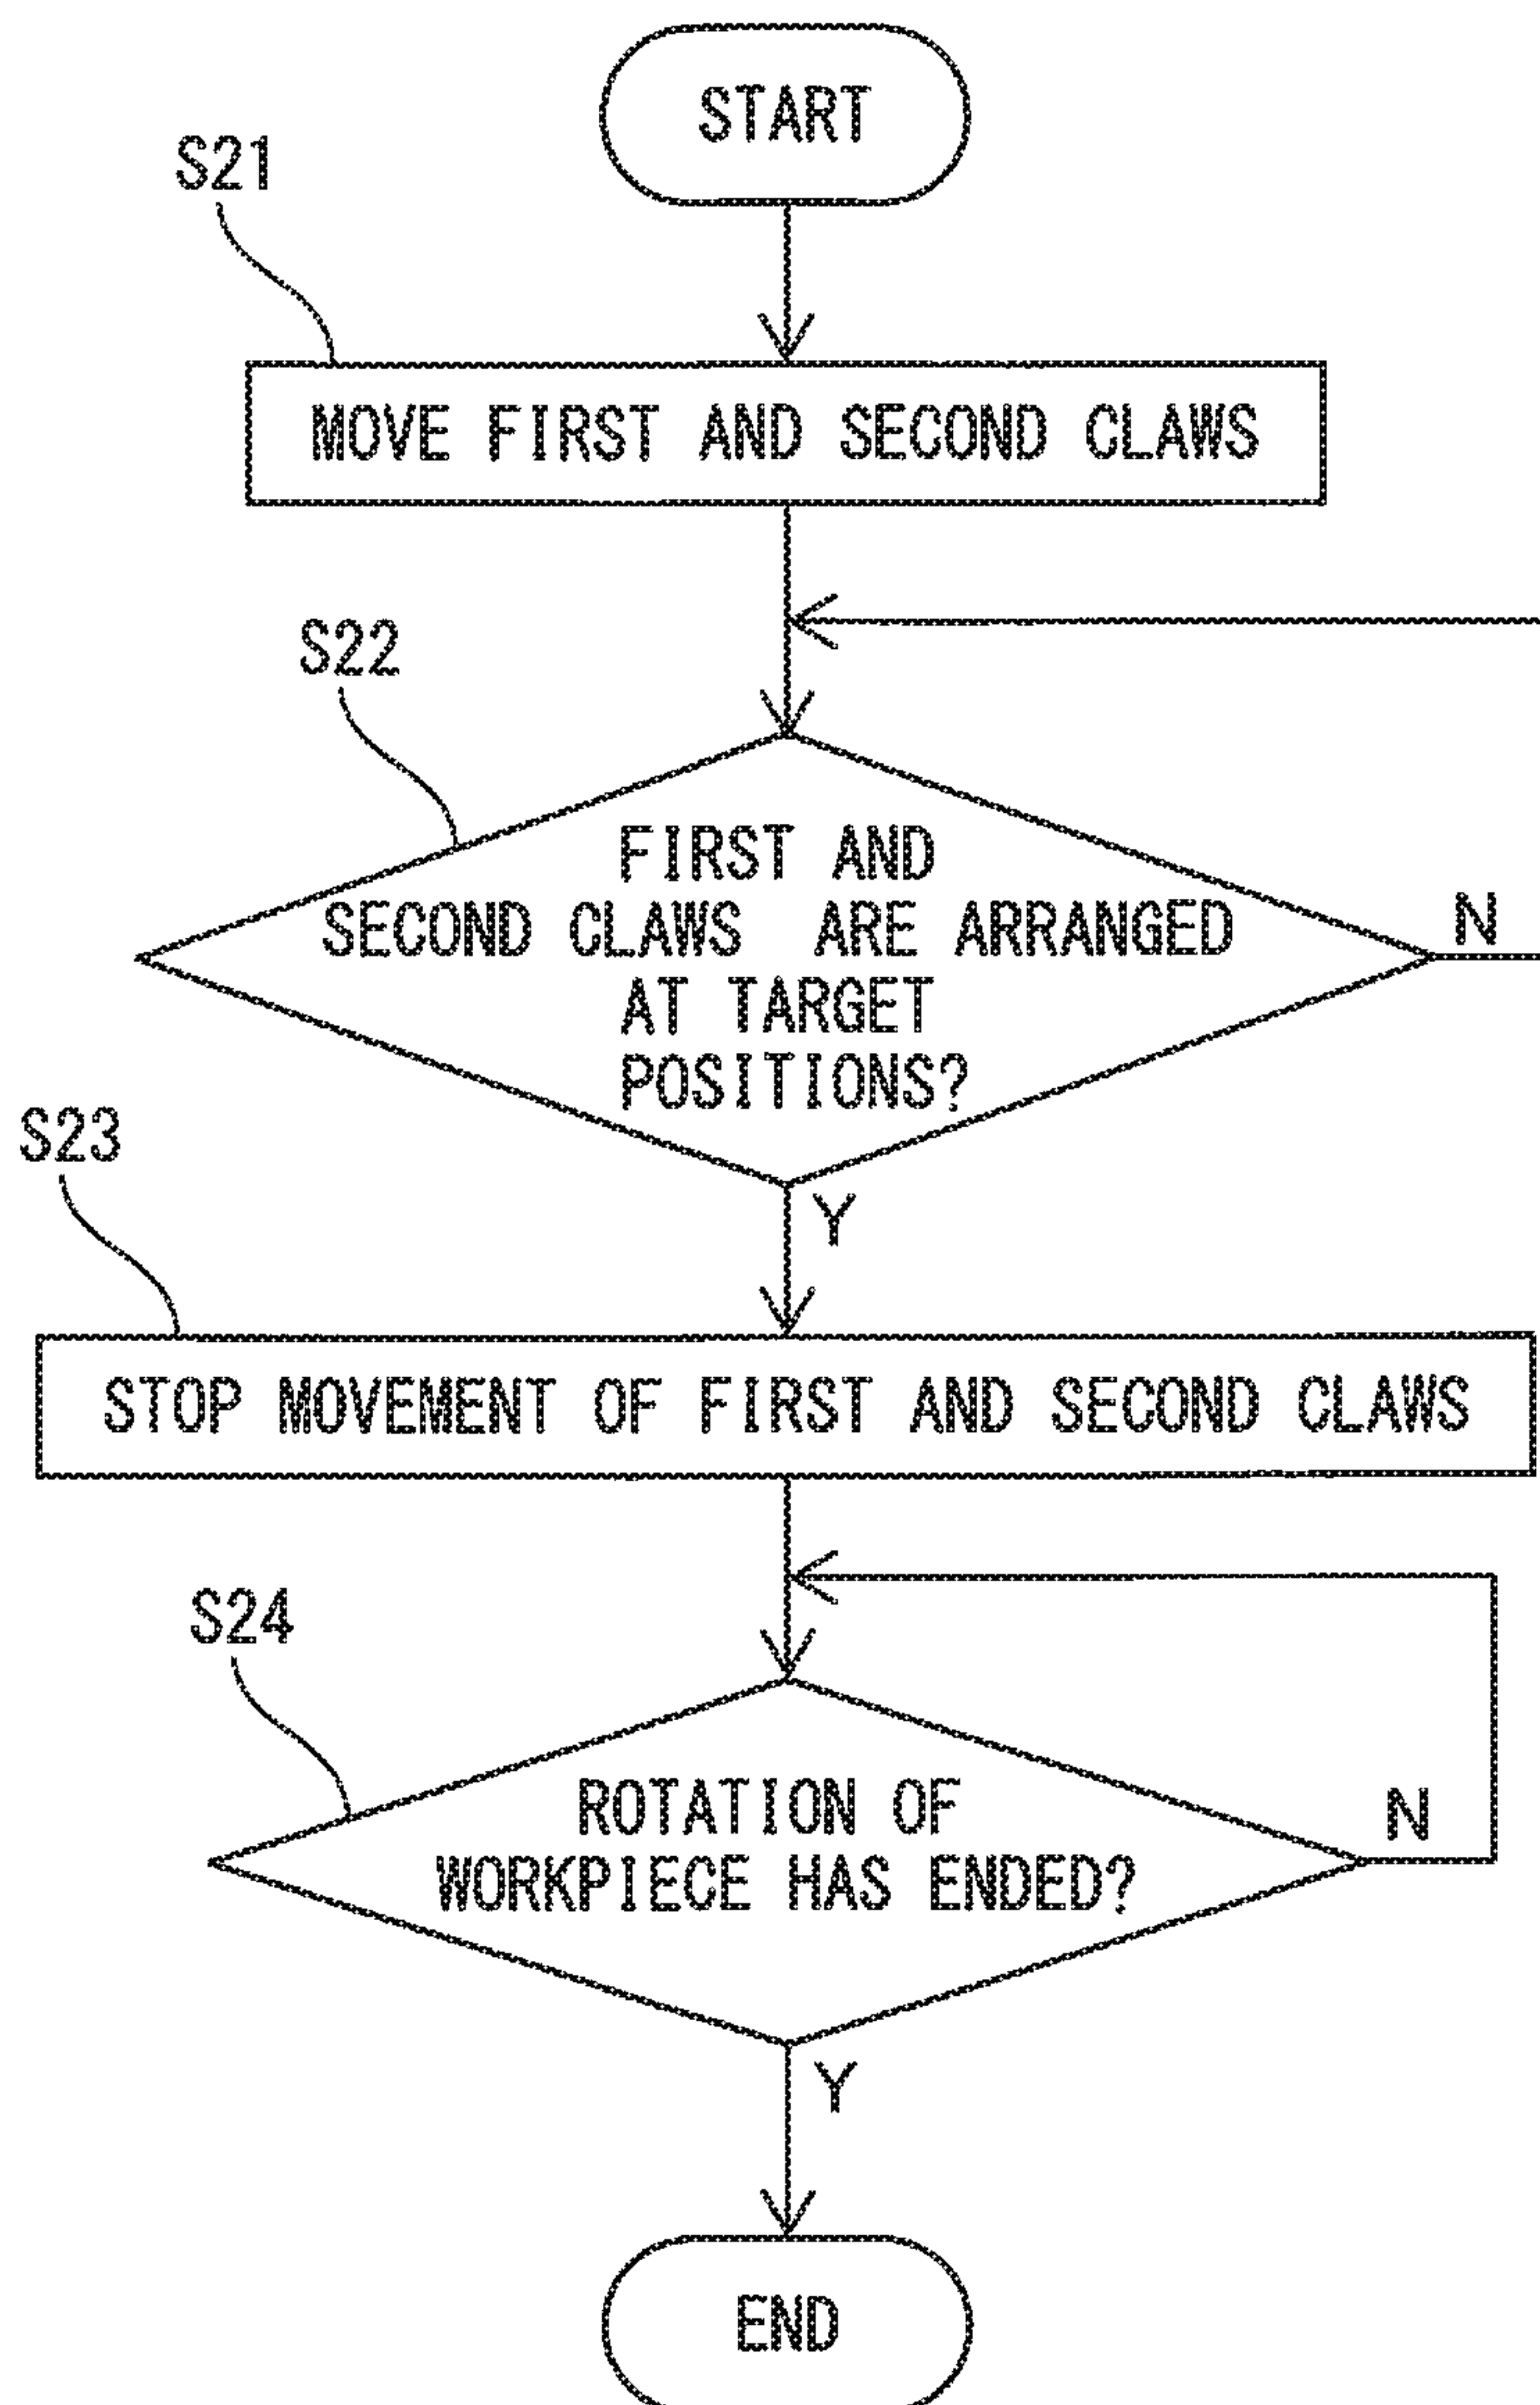 START
S21
MOVE FIRST AND SECOND CLAWS
S22
FIRST AND
SECOND CLAWS ARE ARRANGED
AT TARGET
POSITIONS?
N
Y
S23
STOP MOVEMENT OF FIRST AND SECOND CLAWS
S24
ROTATION OF
WORKPIECE HAS ENDED?
N
Y
END